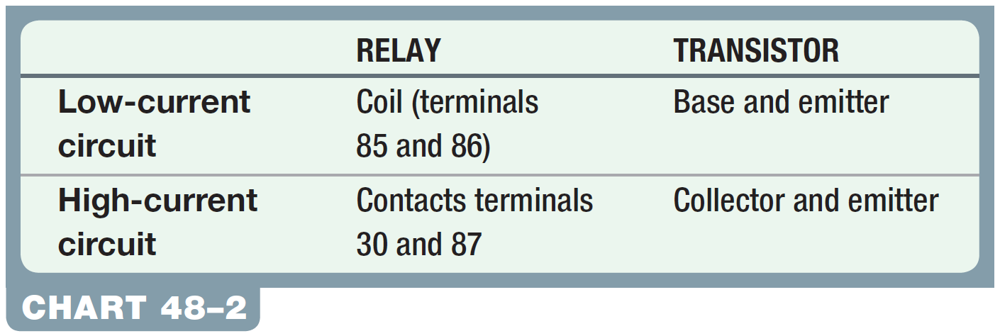 RELAY TRANSISTOR
Low-current circuit Coil (terminals 85 and 86) Base and emitter
High-current circuit Contacts terminals 30 and 87 Collector and emitter
CHART 48–2